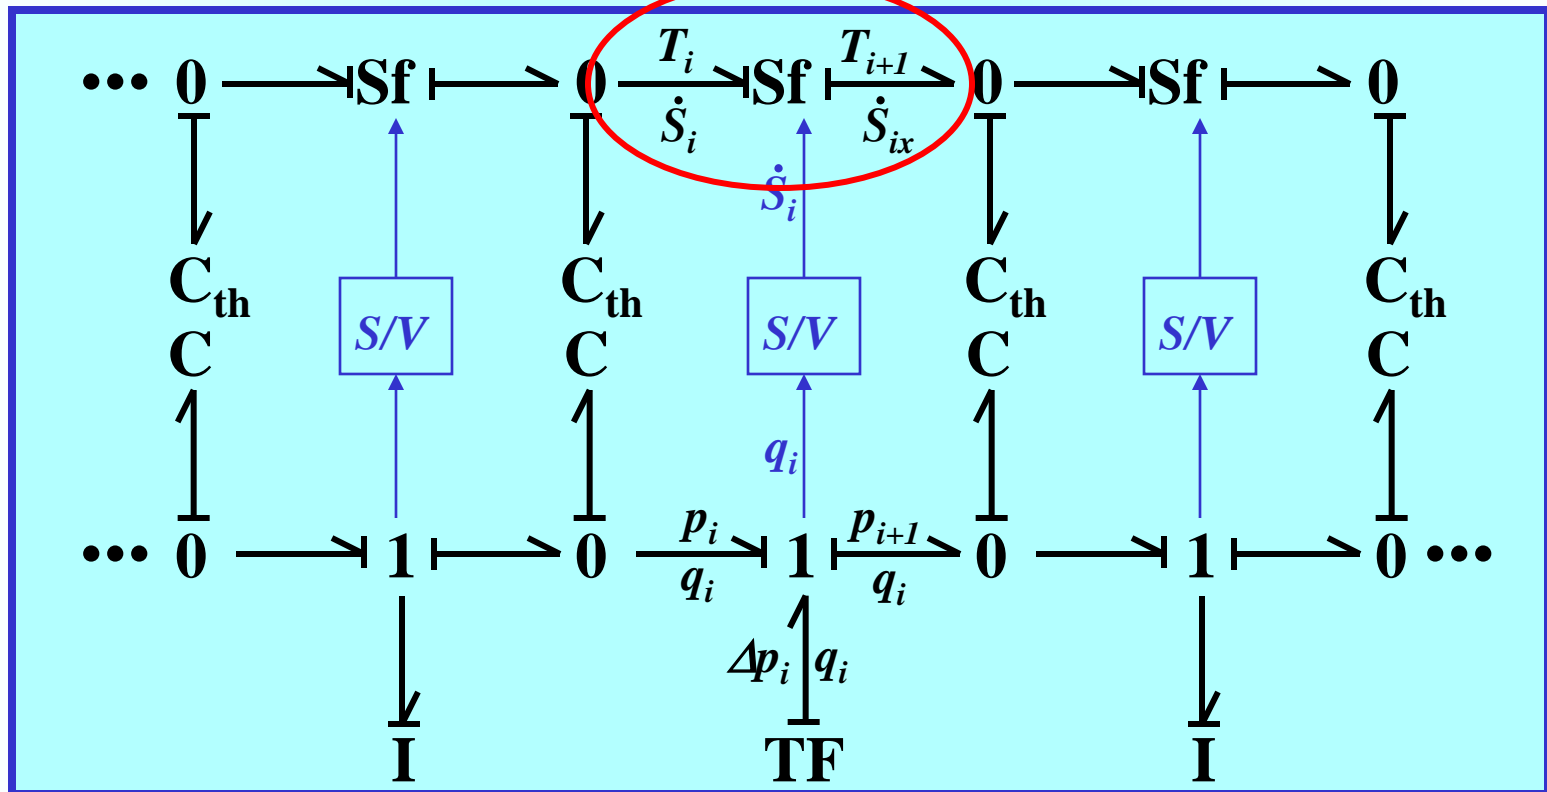 ••• 0 Sf 0 Sf 0 Sf 0
Tᵢ Tᵢ₊₁
Ṡᵢ Ṡᵢₓ
Ṡᵢ
Cth Cth Cth Cth
S/V S/V S/V
C C C C
qᵢ
pᵢ pᵢ₊₁
••• 0 1 0 1 0 1 0 •••
qᵢ qᵢ
Δpᵢ qᵢ
I TF I